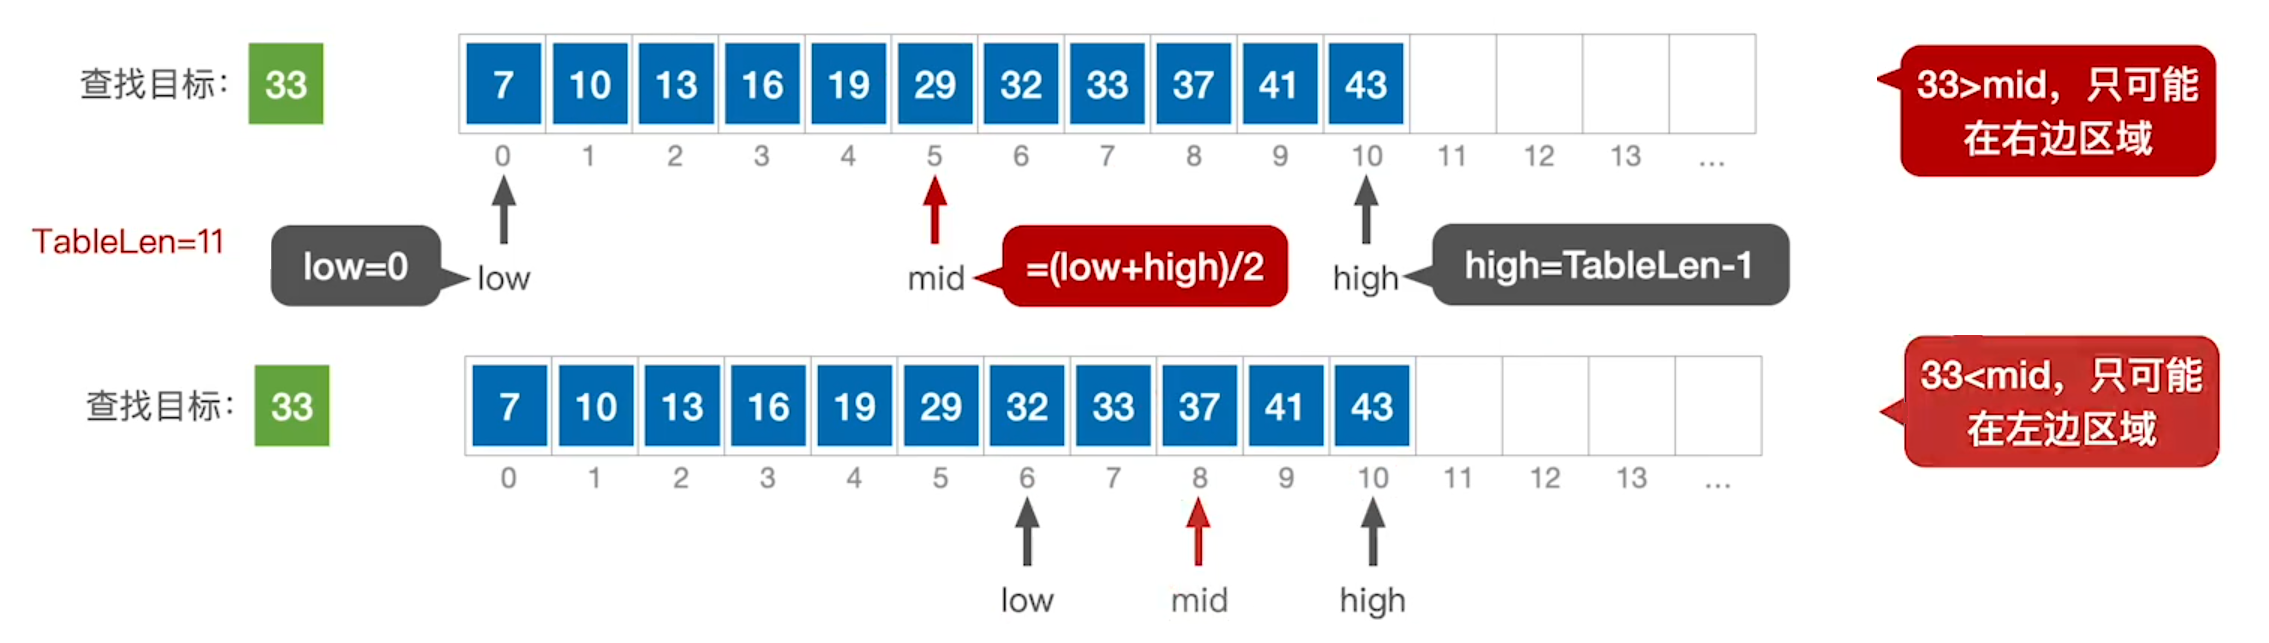 查找目标：
33
7 10 13 16 19 29 32 33 37 41 43
0 1 2 3 4 5 6 7 8 9 10 11 12 13 ...
33>mid，只可能
在右边区域
TableLen=11
low=0
low
mid
=(low+high)/2
high
high=TableLen-1
查找目标：
33
7 10 13 16 19 29 32 33 37 41 43
0 1 2 3 4 5 6 7 8 9 10 11 12 13 ...
33<mid，只可能
在左边区域
low
mid
high